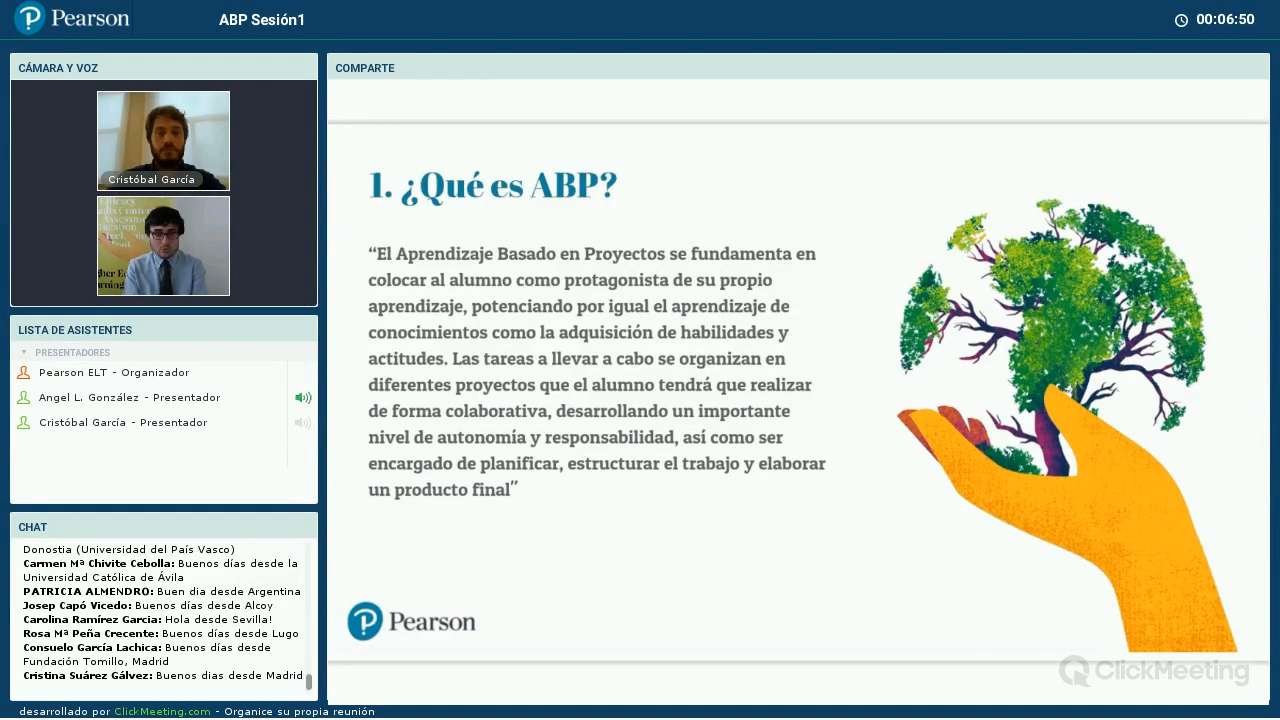 Pearson
ABP Sesión1
00:06:50
CÁMARA Y VOZ
Cristóbal García
LISTA DE ASISTENTES
PRESENTADORES
Pearson ELT - Organizador
Angel L. González - Presentador
Cristóbal García - Presentador
CHAT
Donostia (Universidad del País Vasco)
Carmen Mª Chivite Cebolla: Buenos días desde la
Universidad Católica de Ávila
PATRICIA ALMENDRO: Buen dia desde Argentina
Josep Capó Vicedo: Buenos días desde Alcoy
Carolina Ramírez Garcia: Hola desde Sevilla!
Rosa Mª Peña Crecente: Buenos días desde Lugo
Consuelo García Lachica: Buenos días desde
Fundación Tomillo, Madrid
Cristina Suárez Gálvez: Buenos dias desde Madrid
COMPARTE
1. ¿Qué es ABP?
“El Aprendizaje Basado en Proyectos se fundamenta en
colocar al alumno como protagonista de su propio
aprendizaje, potenciando por igual el aprendizaje de
conocimientos como la adquisición de habilidades y
actitudes. Las tareas a llevar a cabo se organizan en
diferentes proyectos que el alumno tendrá que realizar
de forma colaborativa, desarrollando un importante
nivel de autonomía y responsabilidad, así como ser
encargado de planificar, estructurar el trabajo y elaborar
un producto final"
Pearson
ClickMeeting
desarrollado por ClickMeeting.com - Organice su propia reunión